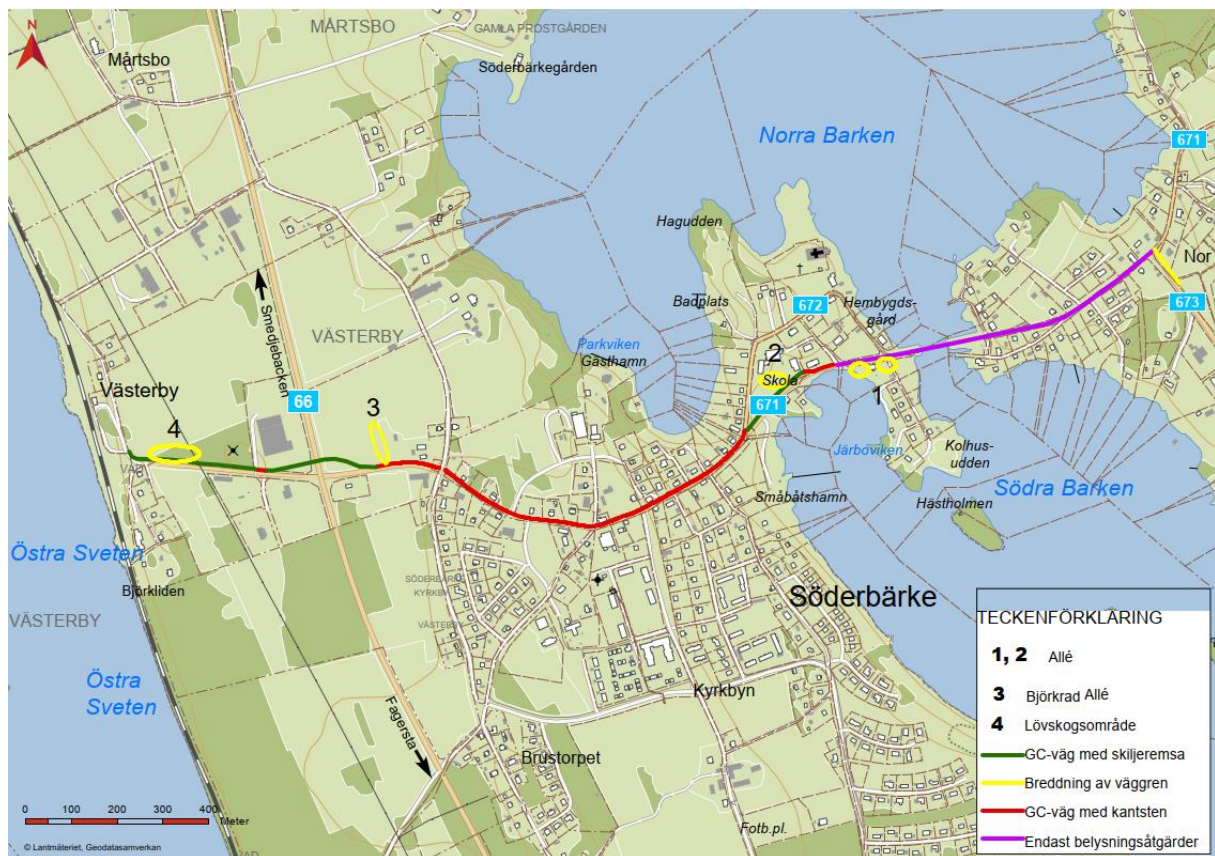 N
MÅRTSBO
GAMLA PROSTGÅRDEN
Mårtsbo
Söderbärkegården
Norra Barken
671
Hagudden
Nor
Badplats
672
Hembygds-
gård
673
Smedjebacken
VÄSTERBY
Parkviken
Gästhamn
2
Skola
671
1
Västerby
66
3
4
Järboviken
Kolhus-
udden
Småbåtshamn
Hästholmen
Södra Barken
Östra Sveten
Björkliden
VÄSTERBY
SÖDERBÄRKE
KYRKBY
VÄSTERBY
Söderbärke
Östra
Sveten
Kyrkbyn
Fagersta
Brustorpet
Fotb.pl.
TECKENFÖRKLARING
1, 2 Allé
3 Björkrad Allé
4 Lövskogsområde
GC-väg med skiljeremsa
Breddning av väggren
GC-väg med kantsten
Endast belysningsåtgärder
0 100 200 300 400
Meter
© Lantmäteriet, Geodatasamverkan